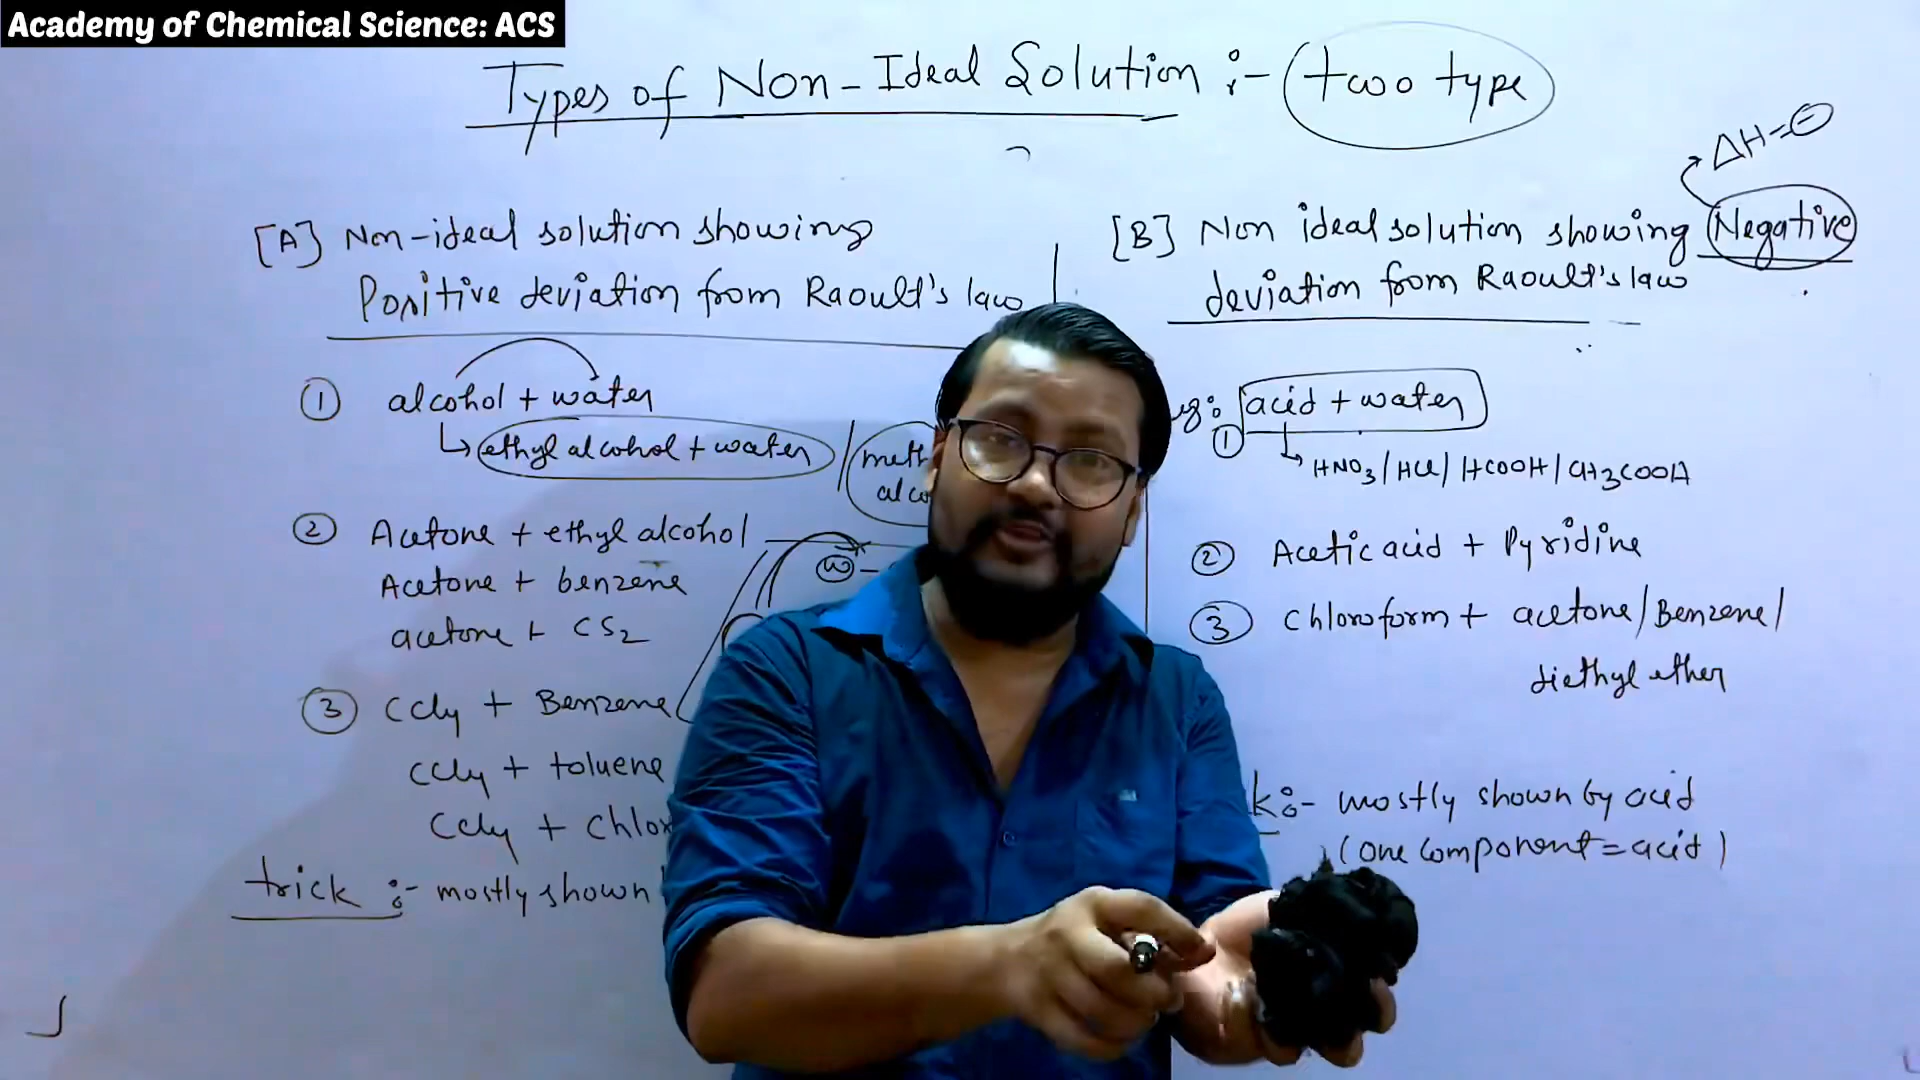 Academy of Chemical Science: ACS
Types of Non-Ideal Solution :- two type
ΔH=⊖
[A] Non-ideal solution showing
Positive deviation from Raoult's law
① alcohol + water
↳ ethyl alcohol + water /
② Acetone + ethyl alcohol
Acetone + benzene
acetone + CS2
③ CCl4 + Benzene
CCl4 + toluene
CCl4 +
trick :- mostly shown
[B] Non ideal solution showing Negative
deviation from Raoult's law
① acid + water
↳ HNO3 / HCl / HCOOH / CH3COOH
② Acetic acid + Pyridine
③ Chloroform + acetone/Benzene/
diethyl ether
:- mostly shown by acid
(one component = acid)